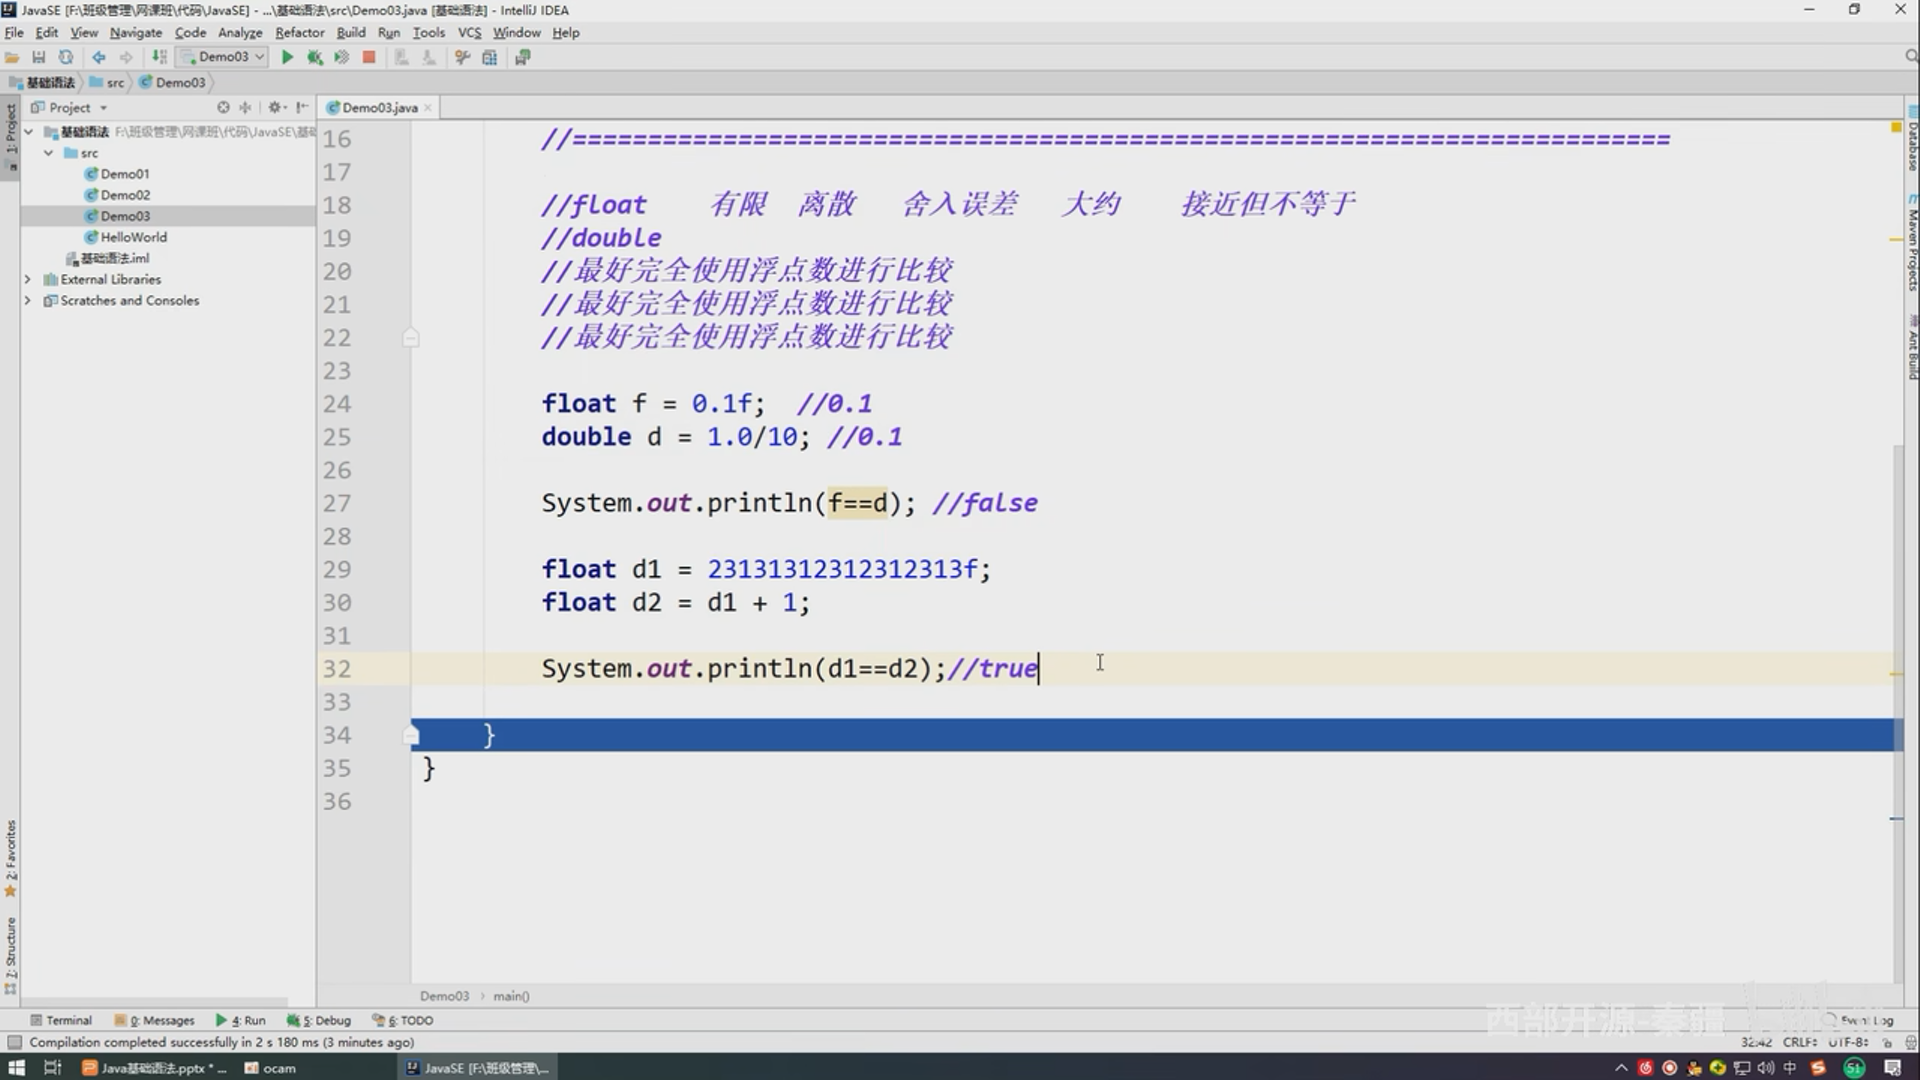 JavaSE [F:\班级管理\网课班\代码\JavaSE] - ...\基础语法\src\Demo03.java [基础语法] - IntelliJ IDEA
File Edit View Navigate Code Analyze Refactor Build Run Tools VCS Window Help
Demo03
基础语法 src Demo03
Project
Demo03.java
1: Project
基础语法 F:\班级管理\网课班\代码\JavaSE\基础
src
Demo01
Demo02
Demo03
HelloWorld
基础语法.iml
External Libraries
Scratches and Consoles
16 //=========================================================================
17
18 //float 有限 离散 舍入误差 大约 接近但不等于
19 //double
20 //最好完全使用浮点数进行比较
21 //最好完全使用浮点数进行比较
22 //最好完全使用浮点数进行比较
23
24 float f = 0.1f; //0.1
25 double d = 1.0/10; //0.1
26
27 System.out.println(f==d); //false
28
29 float d1 = 23131312312312313f;
30 float d2 = d1 + 1;
31
32 System.out.println(d1==d2);//true
33
34 }
35 }
36
Database
Maven Projects
Ant Build
2: Favorites
7: Structure
Demo03 main()
Terminal 0: Messages 4: Run 5: Debug 6: TODO
Event Log
西部开源-秦疆
Compilation completed successfully in 2 s 180 ms (3 minutes ago)
32:42 CRLF UTF-8
Java基础语法.pptx * ... ocam JavaSE [F:\班级管理\...
中 51